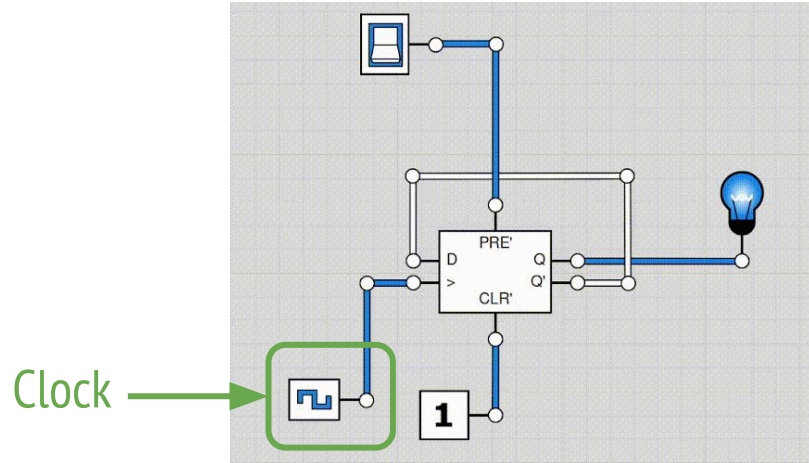 PRE'
D Q
> Q'
CLR'
Clock
1